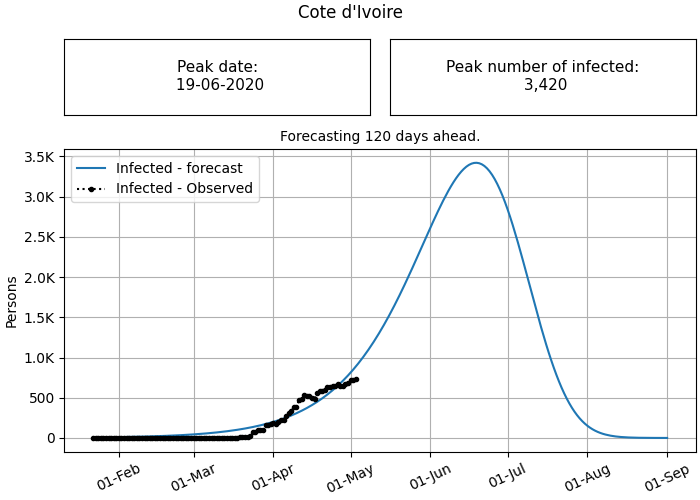 Cote d'Ivoire
Peak date:
19-06-2020
Peak number of infected:
3,420
Forecasting 120 days ahead.
Infected - forecast
Infected - Observed
3.5K
3.0K
2.5K
2.0K
1.5K
1.0K
500
0
Persons
01-Feb
01-Mar
01-Apr
01-May
01-Jun
01-Jul
01-Aug
01-Sep